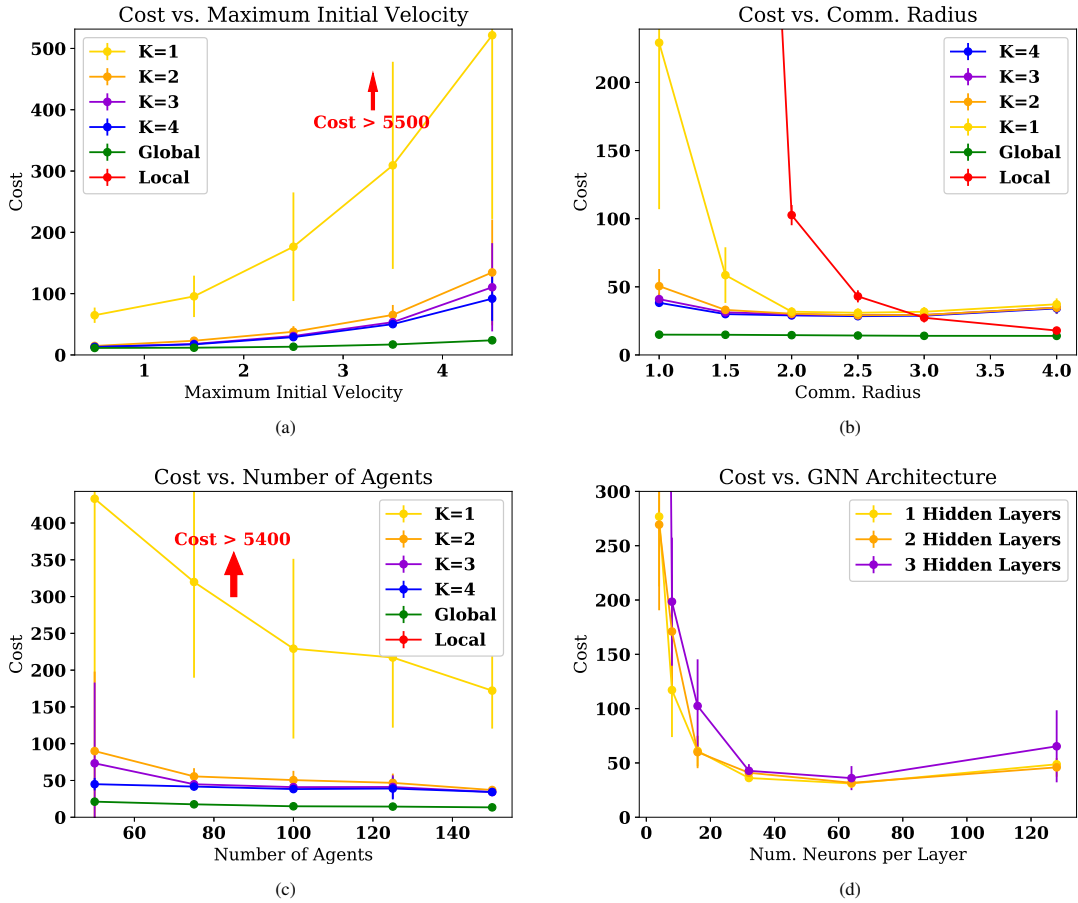 Cost vs. Maximum Initial Velocity
500
400
300
200
100
0
Cost
K=1
K=2
K=3
K=4
Global
Local
Cost > 5500
1
2
3
4
Maximum Initial Velocity
(a)
Cost vs. Comm. Radius
200
150
100
50
0
Cost
K=4
K=3
K=2
K=1
Global
Local
1.0
1.5
2.0
2.5
3.0
3.5
4.0
Comm. Radius
(b)
Cost vs. Number of Agents
400
350
300
250
200
150
100
50
0
Cost
Cost > 5400
K=1
K=2
K=3
K=4
Global
Local
60
80
100
120
140
Number of Agents
(c)
Cost vs. GNN Architecture
300
250
200
150
100
50
0
Cost
1 Hidden Layers
2 Hidden Layers
3 Hidden Layers
0
20
40
60
80
100
120
Num. Neurons per Layer
(d)